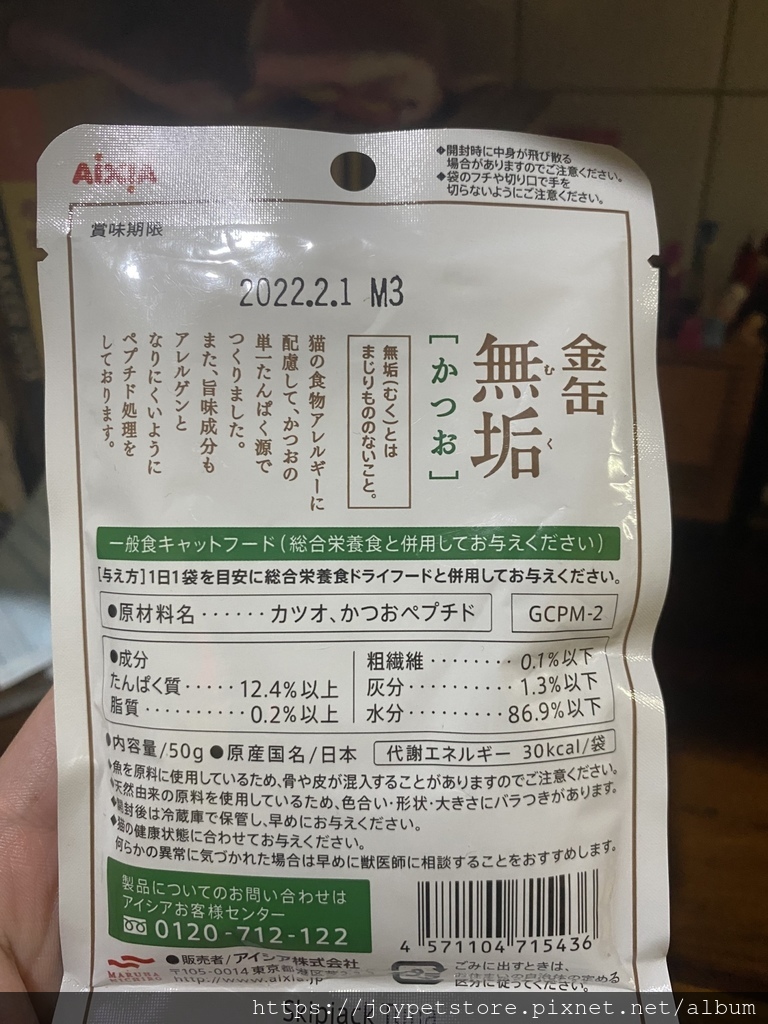 AIXIA
◆開封時に中身が飛び散る
場合がありますのでご注意ください。
◆袋のフチや切り口で手を
切らないようにご注意ください。
賞味期限
2022.2.1 M3
金缶
無垢
むく
[かつお]
無垢(むく)とは
まじりもののないこと。
猫の食物アレルギーに
配慮して、かつおの
単一たんぱく源で
つくりました。
また、旨味成分も
アレルゲンと
なりにくいように
ペプチド処理を
しております。
一般食キャットフード(総合栄養食と併用してお与えください)
[与え方]1日1袋を目安に総合栄養食ドライフードと併用してお与えください。
●原材料名······カツオ、かつおペプチド
GCPM-2
●成分
たんぱく質·····12.4%以上
脂質·········0.2%以上
粗繊維········0.1%以下
灰分··········1.3%以下
水分·········86.9%以下
●内容量/50g ●原産国名/日本
代謝エネルギー 30kcal/袋
◆魚を原料に使用しているため、骨や皮が混入することがありますのでご注意ください。
◆天然由来の原料を使用しているため、色合い·形状·大きさにバラつきがあります。
◆開封後は冷蔵庫で保管し、早めにお与えください。
◆猫の健康状態に合わせてお与えください。
何らかの異常に気づかれた場合は早めに獣医師に相談することをおすすめします。
製品についてのお問い合わせは
アイシアお客様センター
0120-712-122
4 571104 715436
MARUHA
NICHIRO
●販売者/アイシア株式会社
〒105-0014 東京都港区芝
http://www.aixia.jp
ごみに出すときは、
区分に従ってください。
Skipjack Tuna
https://joypetstore.pixnet.net/album